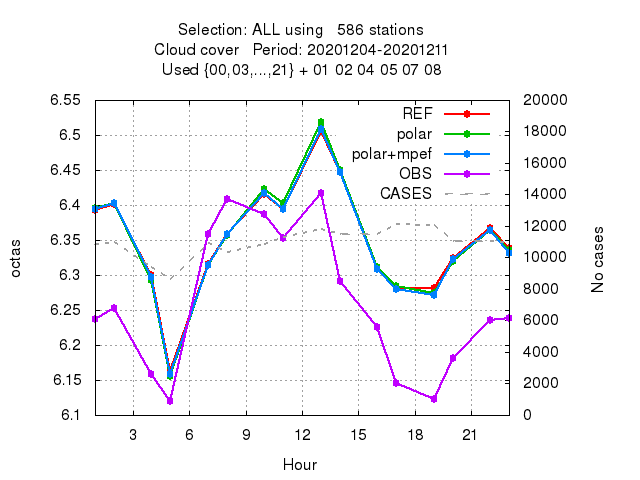 Selection: ALL using   586 stations
Cloud cover   Period: 20201204-20201211
Used {00,03,...,21} + 01 02 04 05 07 08
REF
polar
polar+mpef
OBS
CASES
6.55
6.5
6.45
6.4
6.35
6.3
6.25
6.2
6.15
6.1
octas
20000
18000
16000
14000
12000
10000
8000
6000
4000
2000
0
No cases
3 6 9 12 15 18 21
Hour